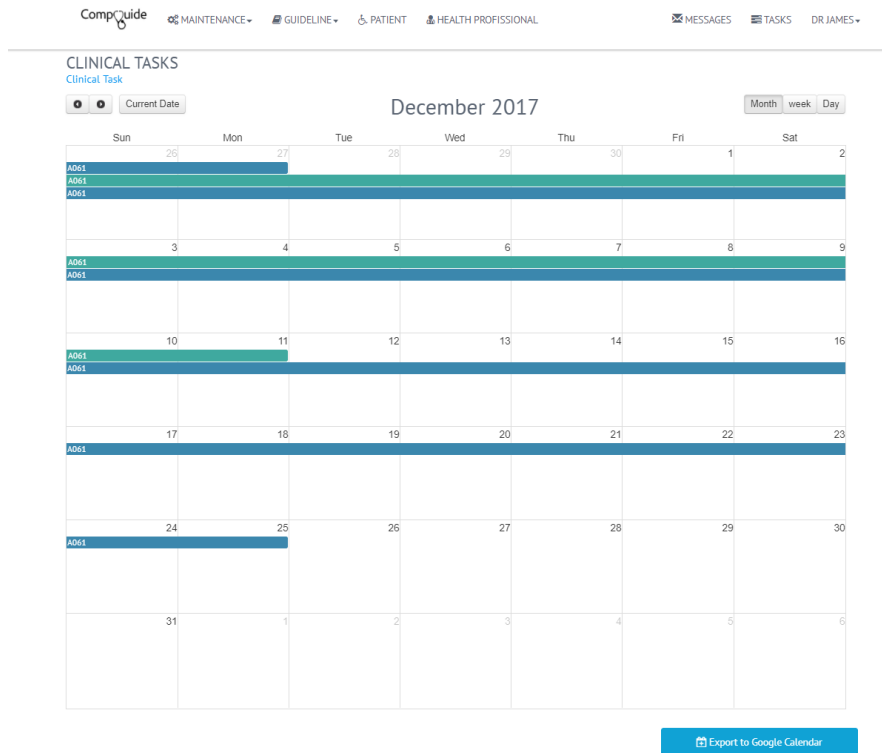 Compguide MAINTENANCE GUIDELINE PATIENT HEALTH PROFISSIONAL MESSAGES TASKS DR JAMES
CLINICAL TASKS
Clinical Task
Current Date December 2017 Month week Day
Sun Mon Tue Wed Thu Fri Sat
26 27 28 29 30 1 2
A061
A061
A061
3 4 5 6 7 8 9
A061
A061
10 11 12 13 14 15 16
A061
A061
17 18 19 20 21 22 23
A061
24 25 26 27 28 29 30
A061
31 1 2 3 4 5 6
Export to Google Calendar